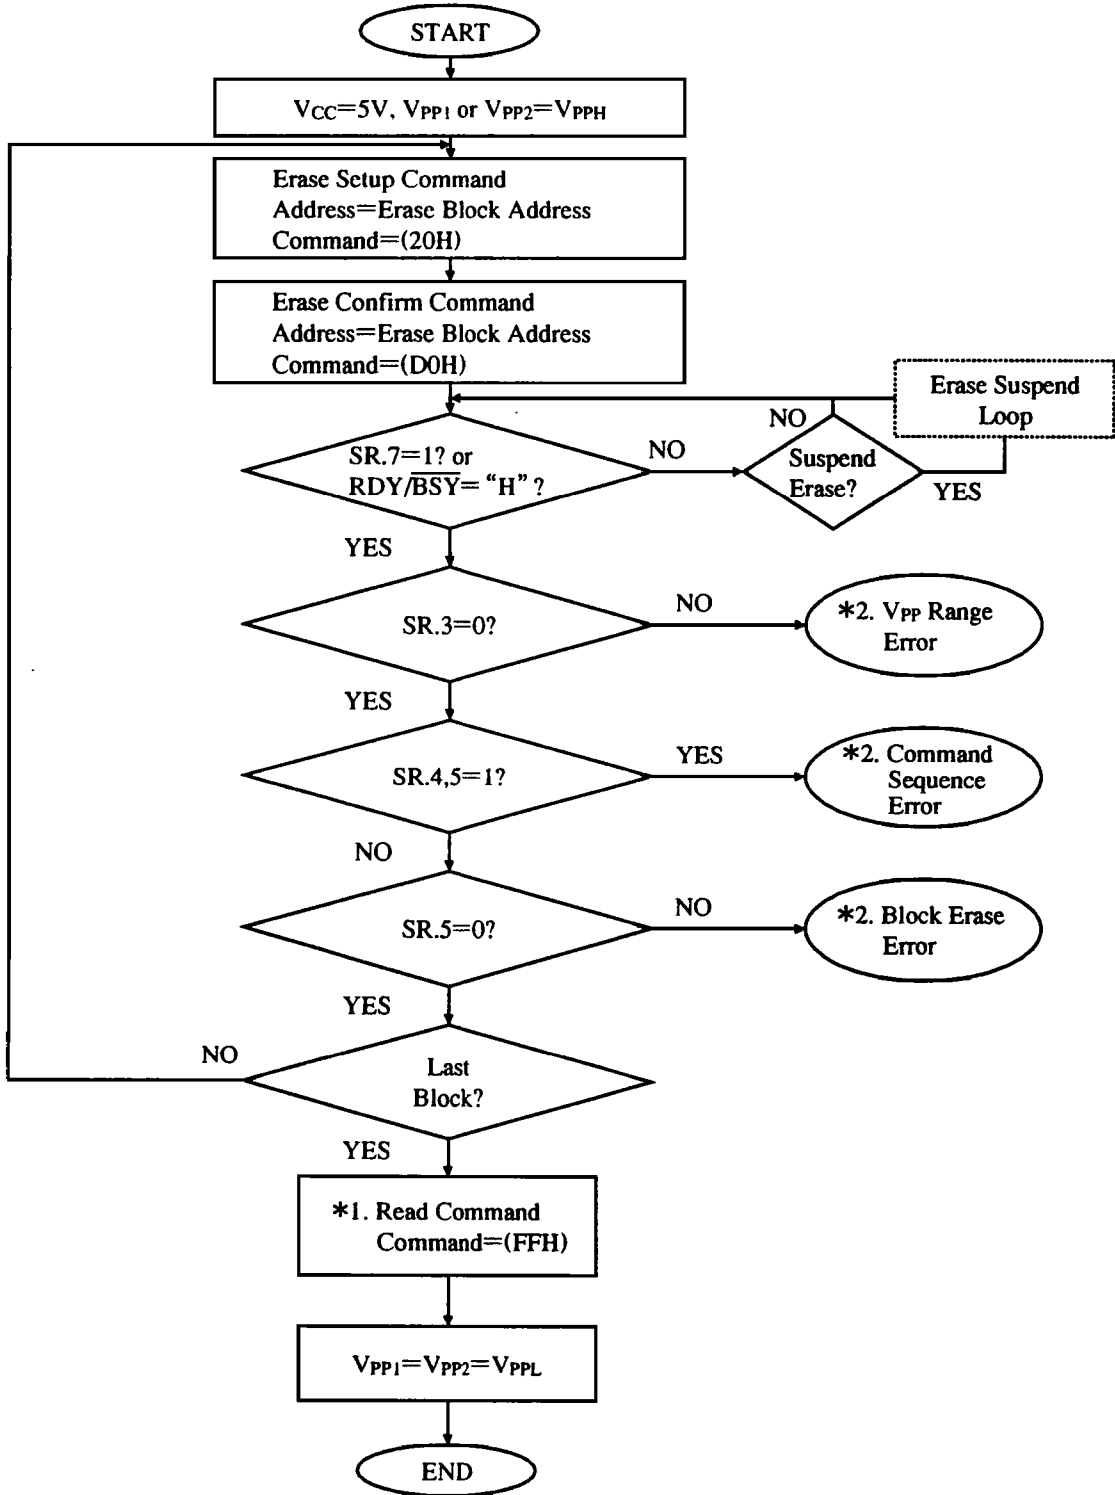 START
VCC=5V, VPP1 or VPP2=VPPH
Erase Setup Command
Address=Erase Block Address
Command=(20H)
Erase Confirm Command
Address=Erase Block Address
Command=(D0H)
Erase Suspend
Loop
NO
SR.7=1? or
RDY/BSY= “H” ?
NO
Suspend
Erase?
YES
YES
SR.3=0?
NO
*2. VPP Range
Error
YES
SR.4,5=1?
YES
*2. Command
Sequence
Error
NO
SR.5=0?
NO
*2. Block Erase
Error
YES
NO
Last
Block?
YES
*1. Read Command
Command=(FFH)
VPP1=VPP2=VPPL
END